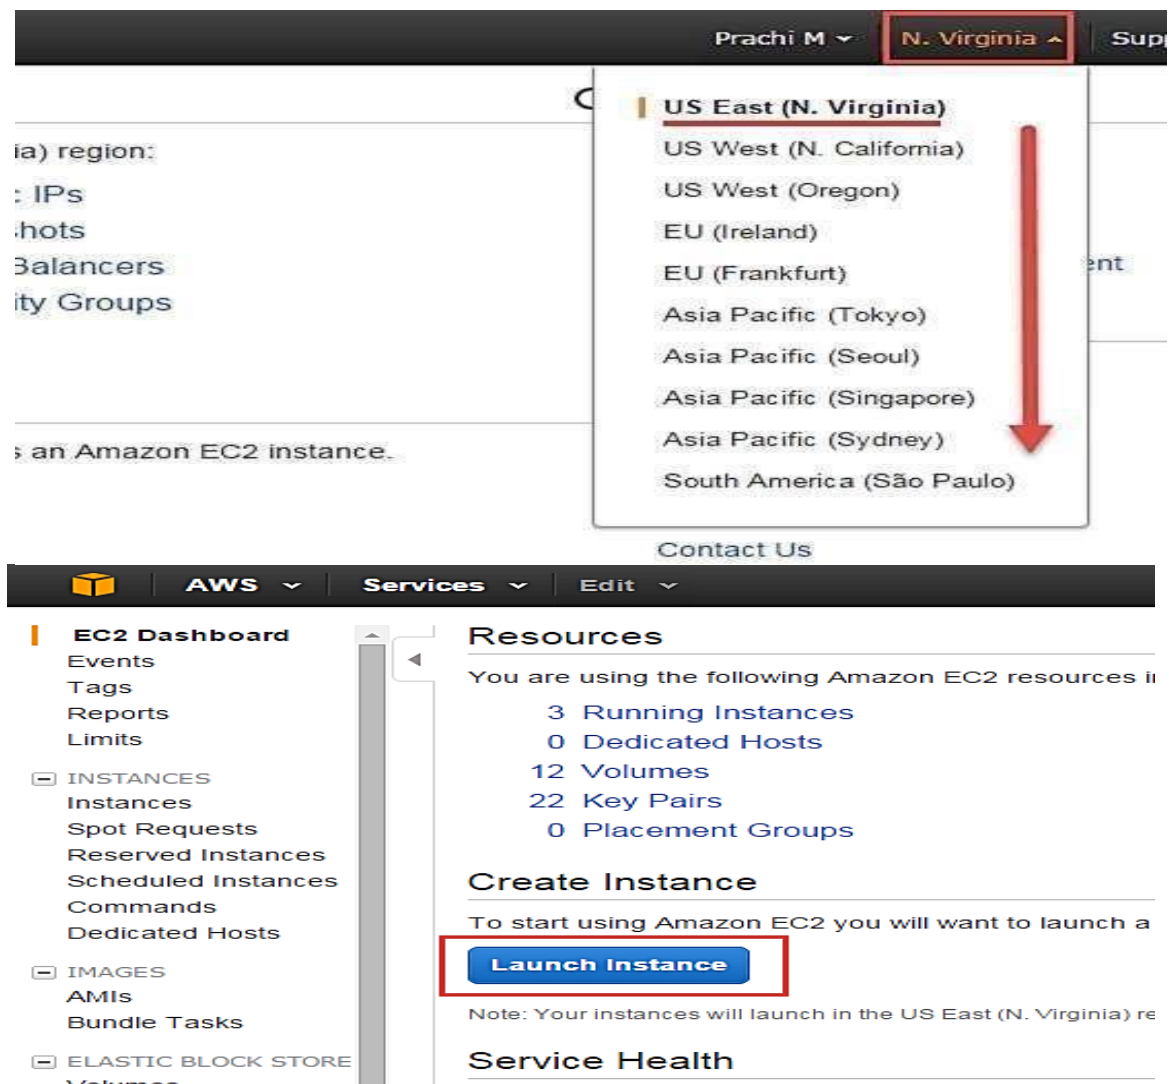 Prachi M N. Virginia
US East (N. Virginia)
US West (N. California)
US West (Oregon)
EU (Ireland)
EU (Frankfurt)
Asia Pacific (Tokyo)
Asia Pacific (Seoul)
Asia Pacific (Singapore)
Asia Pacific (Sydney)
South America (São Paulo)
region:
IPs
Balancers
Groups
an Amazon EC2 instance.
Contact Us
AWS Services Edit
EC2 Dashboard
Events
Tags
Reports
Limits
INSTANCES
Instances
Spot Requests
Reserved Instances
Scheduled Instances
Commands
Dedicated Hosts
IMAGES
AMIs
Bundle Tasks
ELASTIC BLOCK STORE
Volumes
Resources
You are using the following Amazon EC2 resources
3 Running Instances
0 Dedicated Hosts
12 Volumes
22 Key Pairs
0 Placement Groups
Create Instance
To start using Amazon EC2 you will want to launch a
Launch Instance
Note: Your instances will launch in the US East (N. Virginia)
Service Health